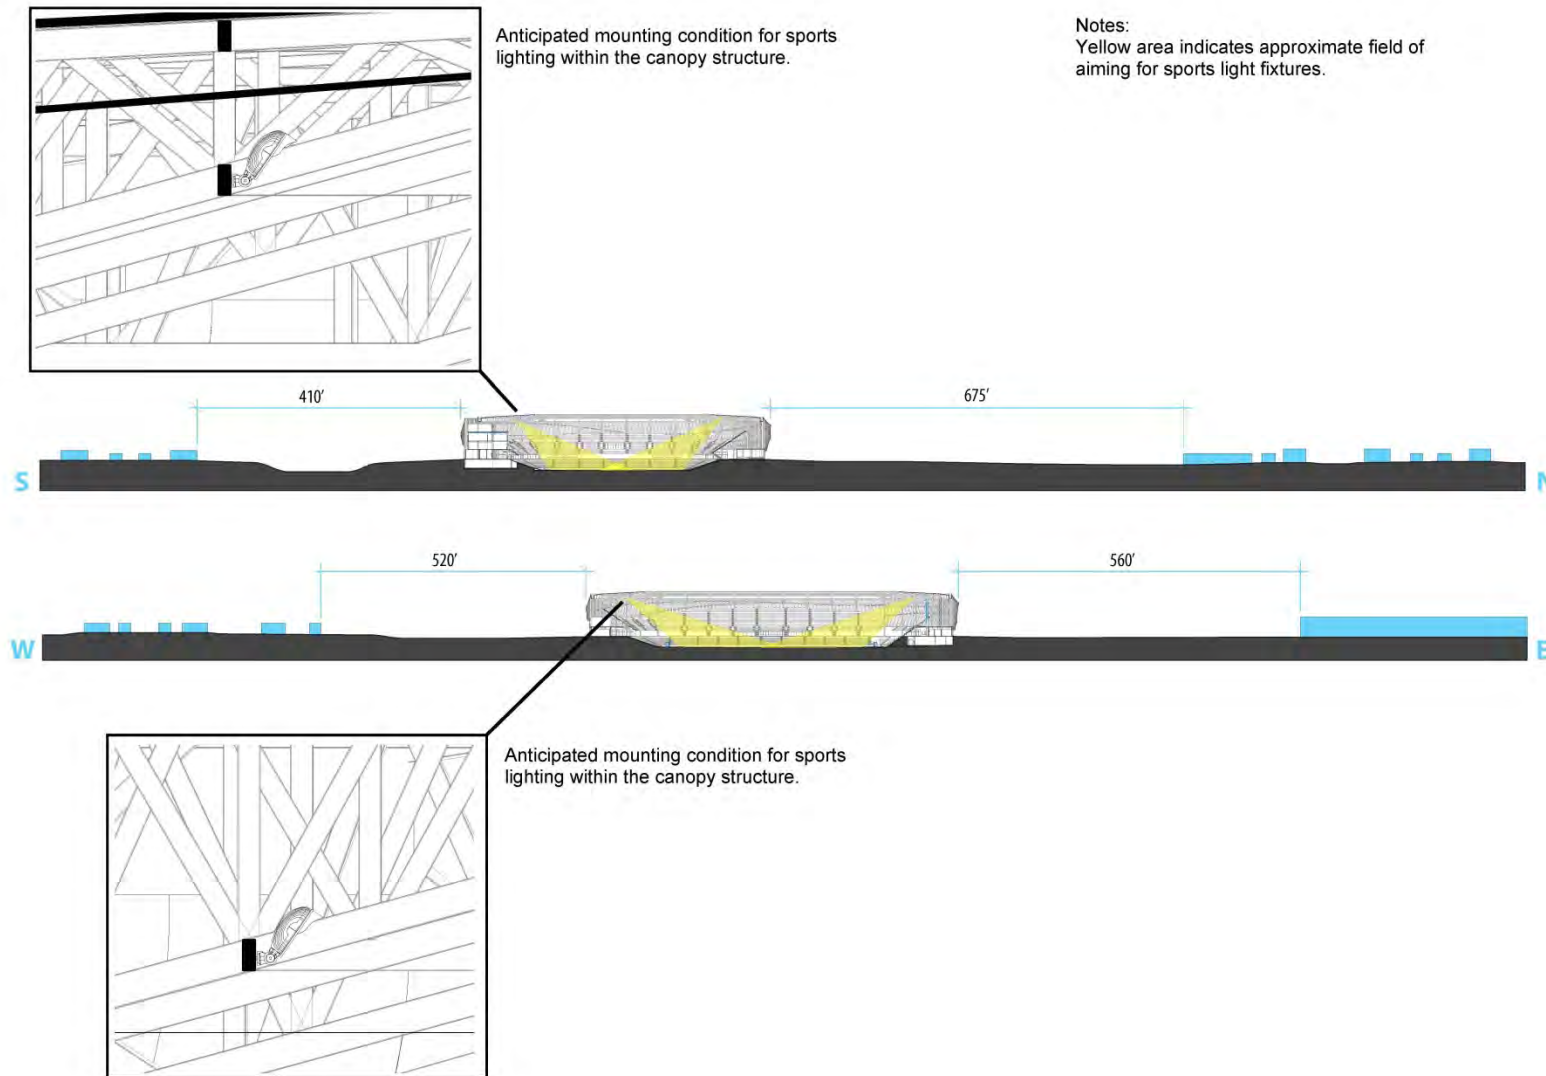 Anticipated mounting condition for sports
lighting within the canopy structure.
Notes:
Yellow area indicates approximate field of
aiming for sports light fixtures.
410'
675'
S
N
520'
560'
W
E
Anticipated mounting condition for sports
lighting within the canopy structure.